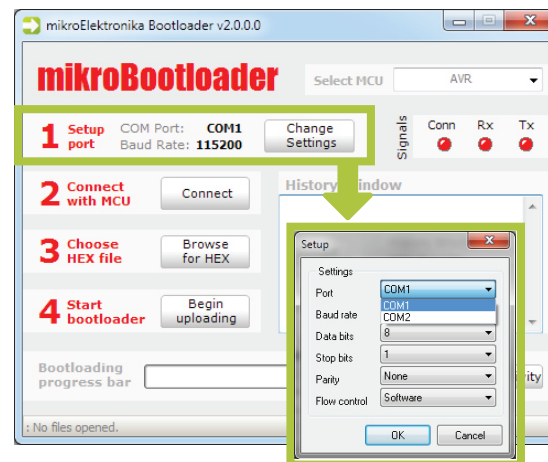 mikroElektronika Bootloader v2.0.0.0
mikroBootloader
Select MCU
AVR
1 Setup port
COM Port: COM1
Baud Rate: 115200
Change Settings
Signals
Conn Rx Tx
2 Connect with MCU
Connect
History Window
3 Choose HEX file
Browse for HEX
4 Start bootloader
Begin uploading
Bootloading progress bar
: No files opened.
Setup
Settings
Port
COM1
COM1
COM2
Baud rate
Data bits
8
Stop bits
1
Parity
None
Flow control
Software
OK
Cancel